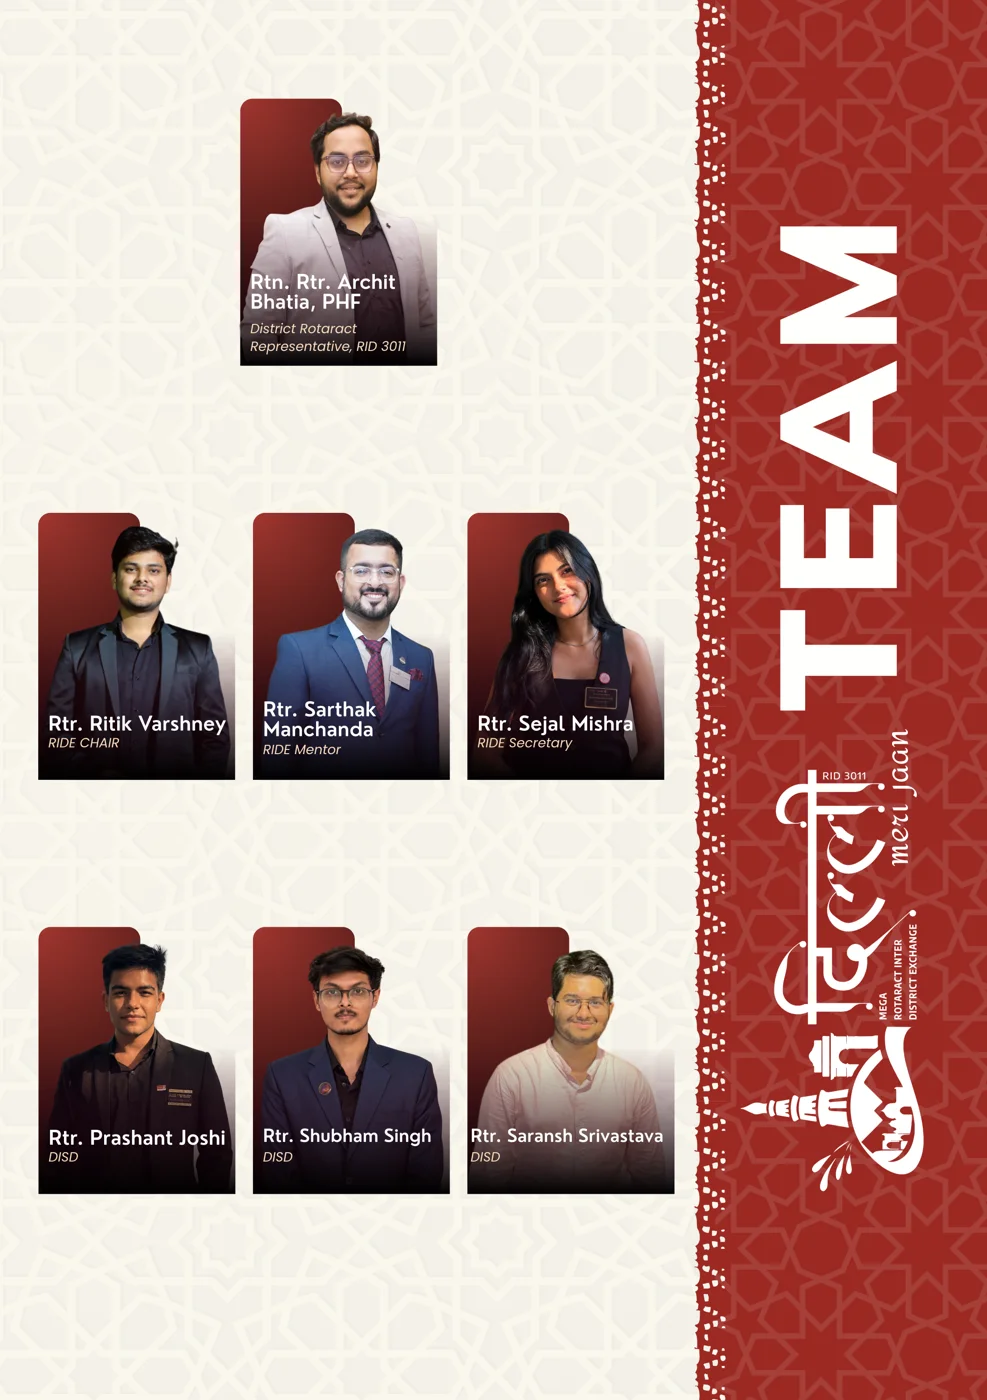 Rtn. Rtr. Archit
Bhatia, PHF
District Rotaract
Representative, RID 3011
Rtr. Ritik Varshney
RIDE CHAIR
Rtr. Sarthak
Manchanda
RIDE Mentor
Rtr. Sejal Mishra
RIDE Secretary
Rtr. Prashant Joshi
DISD
Rtr. Shubham Singh
DISD
Rtr. Saransh Srivastava
DISD
TEAM
RID 3011
दिल्ली
meri jaan
MEGA
ROTARACT INTER
DISTRICT EXCHANGE